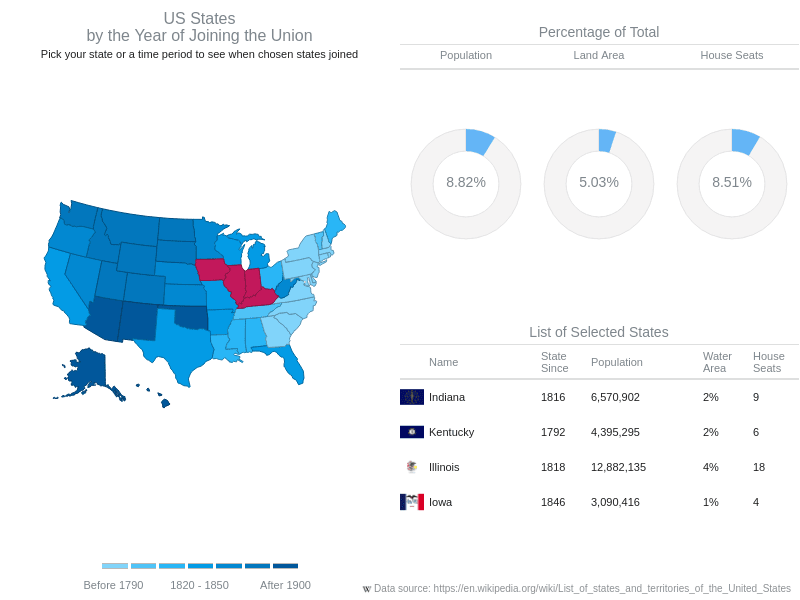 US States
by the Year of Joining the Union
Pick your state or a time period to see when chosen states joined
Before 1790
1820 - 1850
After 1900
Percentage of Total
Population Land Area House Seats
8.82% 5.03% 8.51%
List of Selected States
Name State Since Population Water Area House Seats
Indiana 1816 6,570,902 2% 9
Kentucky 1792 4,395,295 2% 6
Illinois 1818 12,882,135 4% 18
Iowa 1846 3,090,416 1% 4
W Data source: https://en.wikipedia.org/wiki/List_of_states_and_territories_of_the_United_States